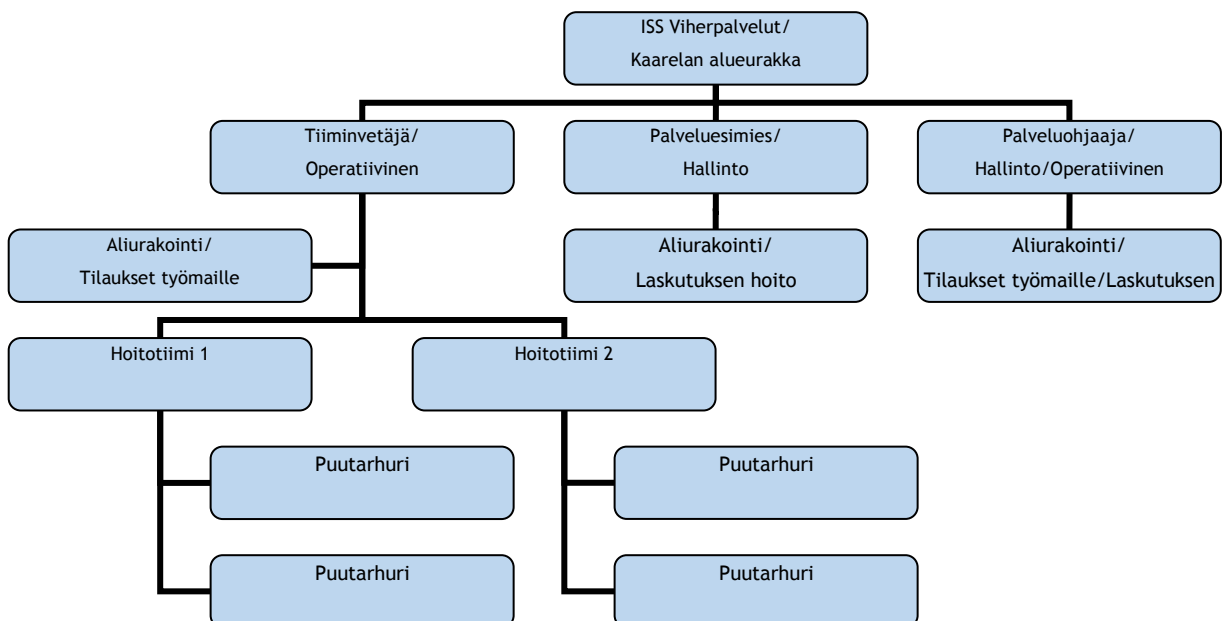 ISS Viherpalvelut/
Kaarelan alueurakka
Tiiminvetäjä/
Operatiivinen
Palveluesimies/
Hallinto
Palveluohjaaja/
Hallinto/Operatiivinen
Aliurakointi/
Tilaukset työmaille
Aliurakointi/
Laskutuksen hoito
Aliurakointi/
Tilaukset työmaille/Laskutuksen
Hoitotiimi 1
Hoitotiimi 2
Puutarhuri
Puutarhuri
Puutarhuri
Puutarhuri